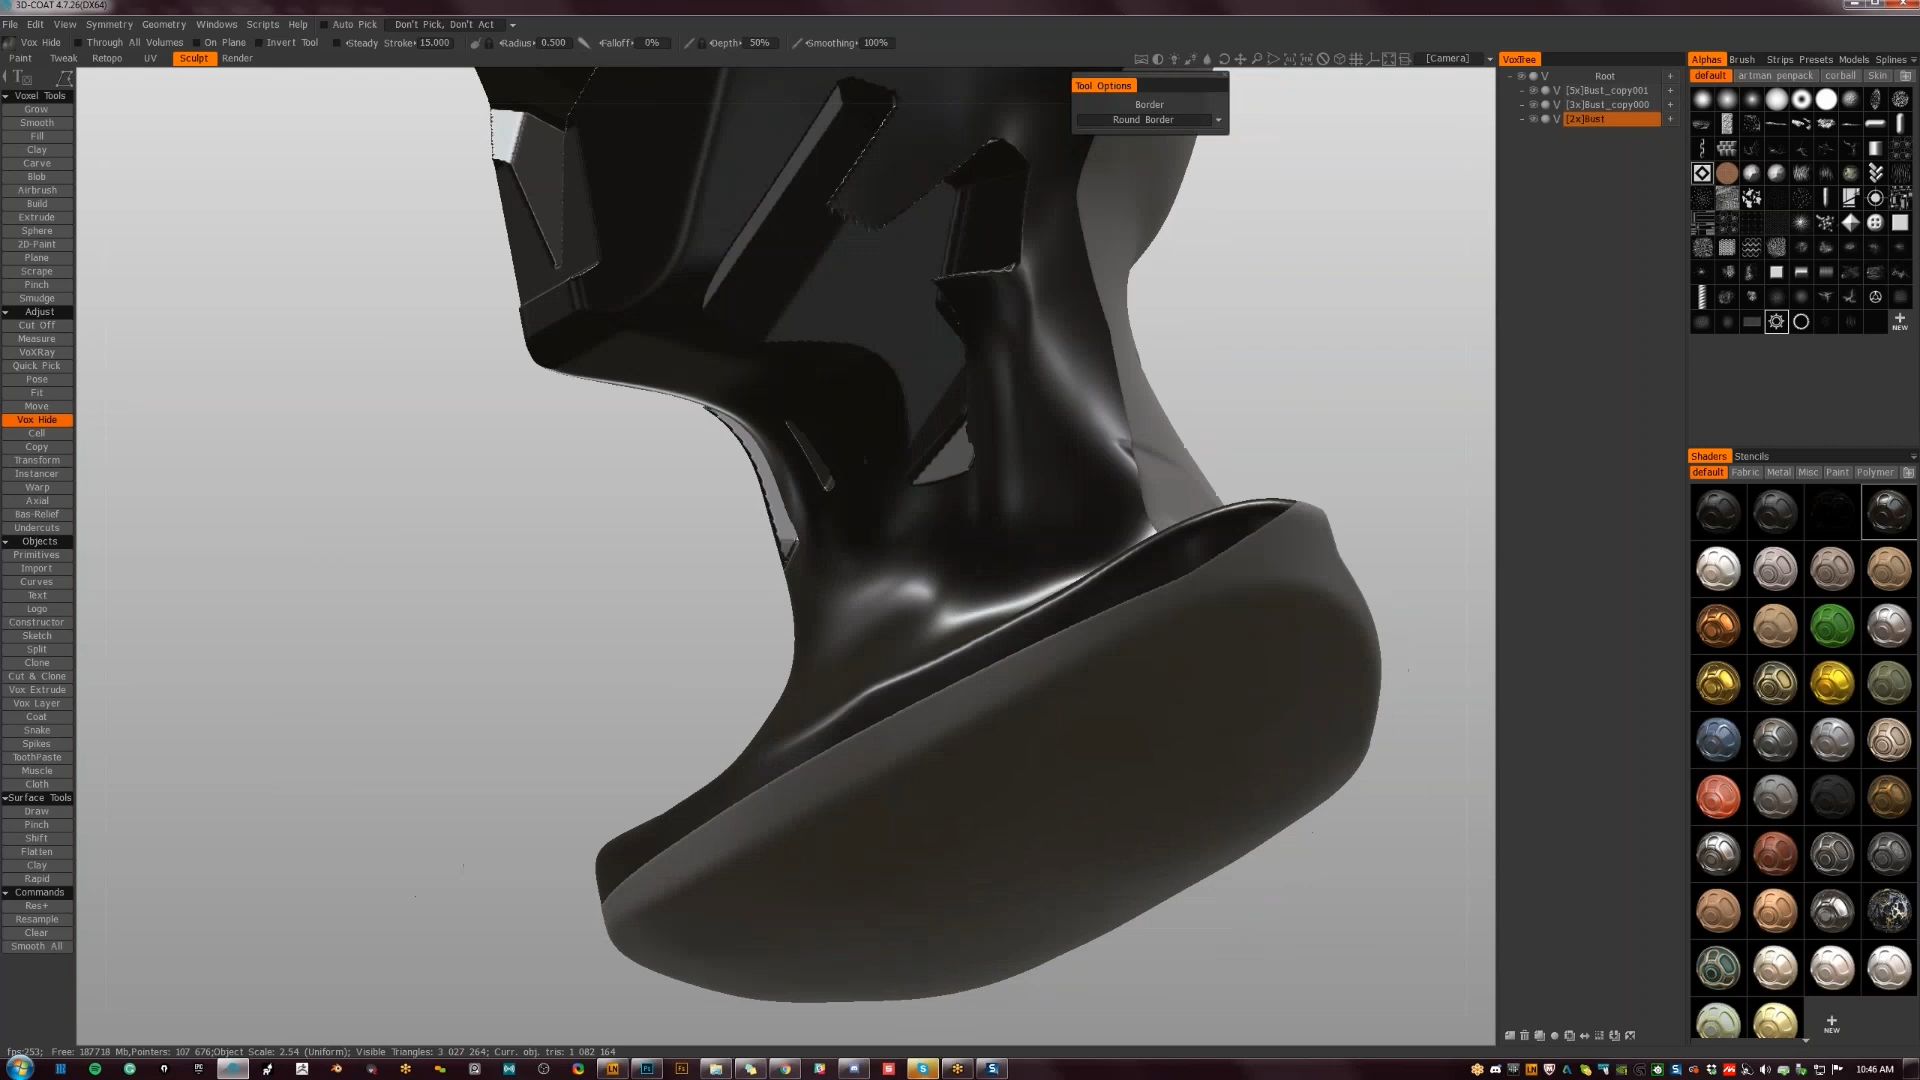 3D-COAT 4.7.26(DX64)
File Edit View Symmetry Geometry Windows Scripts Help Auto Pick Don't Pick, Don't Act
Vox Hide Through All Volumes On Plane Invert Tool Steady Stroke 15.000 Radius 0.500 Falloff 0% Depth 50% Smoothing 100%
Paint Tweak Retopo UV Sculpt Render [Camera]
Voxel Tools
Grow
Smooth
Fill
Clay
Carve
Blob
Airbrush
Build
Extrude
Sphere
2D-Paint
Plane
Scrape
Pinch
Smudge
Adjust
Cut Off
Measure
VoXRay
Quick Pick
Pose
Fit
Move
Vox Hide
Cell
Copy
Transform
Instancer
Warp
Axial
Bas-Relief
Undercuts
Objects
Primitives
Import
Curves
Text
Logo
Constructor
Sketch
Split
Clone
Cut & Clone
Vox Extrude
Vox Layer
Coat
Snake
Spikes
ToothPaste
Muscle
Cloth
Surface Tools
Draw
Pinch
Shift
Flatten
Clay
Rapid
Commands
Res+
Resample
Clear
Smooth All
Tool Options
Border
Round Border
VoxTree
V Root +
V [5x]Bust_copy001 +
V [3x]Bust_copy000 +
V [2x]Bust +
Alphas Brush Strips Presets Models Splines
default artman penpack corball Skin
NEW
Shaders Stencils
default Fabric Metal Misc Paint Polymer
NEW
fps:253; Free: 187718 Mb,Pointers: 107 676;Object Scale: 2.54 (Uniform); Visible Triangles: 3 027 264; Curr. obj. tris: 1 082 164
10:46 AM